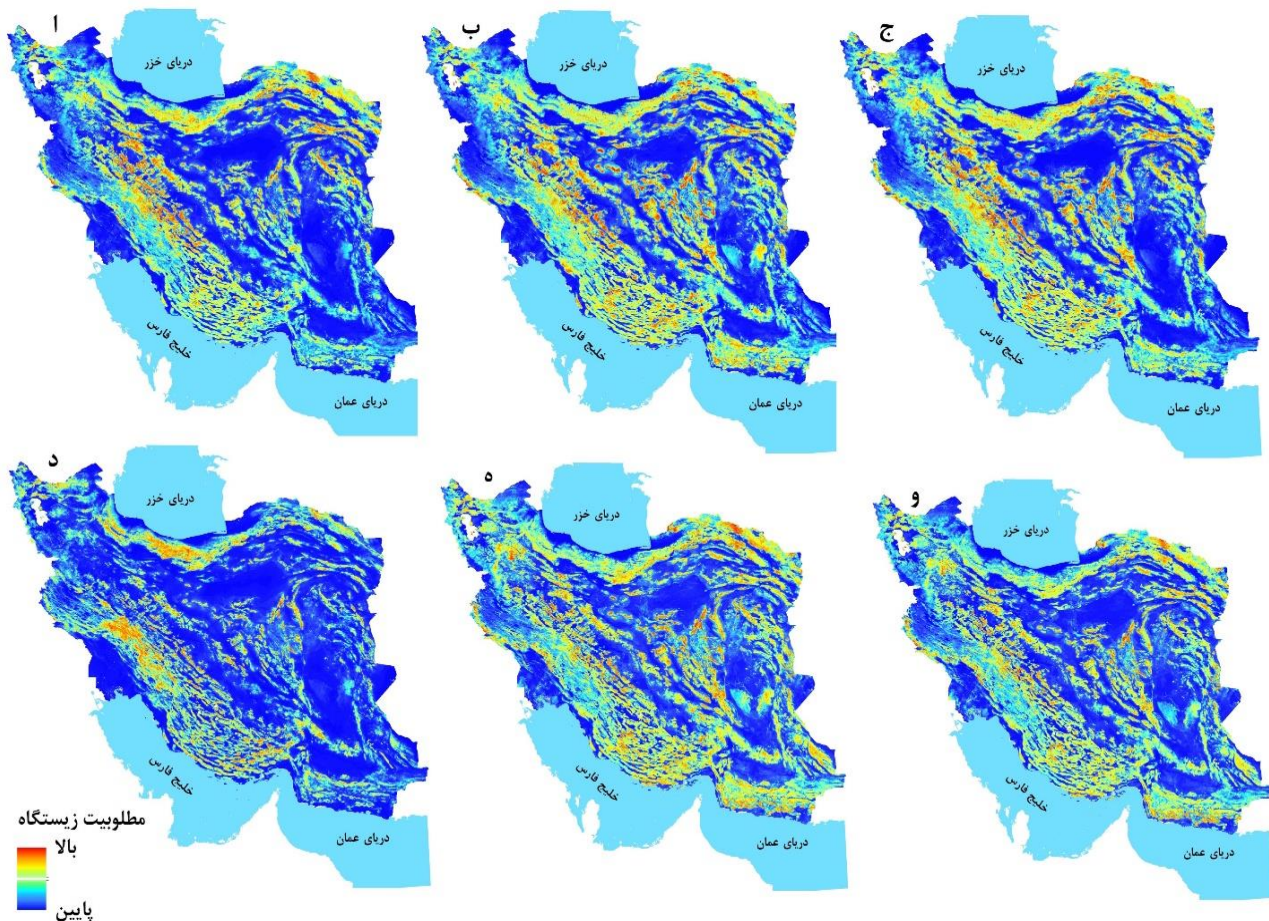 ا
ب
ج
دریای خزر
دریای خزر
دریای خزر
خلیج فارس
خلیج فارس
خلیج فارس
دریای عمان
دریای عمان
دریای عمان
د
ه
و
دریای خزر
دریای خزر
دریای خزر
خلیج فارس
خلیج فارس
خلیج فارس
دریای عمان
دریای عمان
دریای عمان
مطلوبیت زیستگاه
بالا
پایین